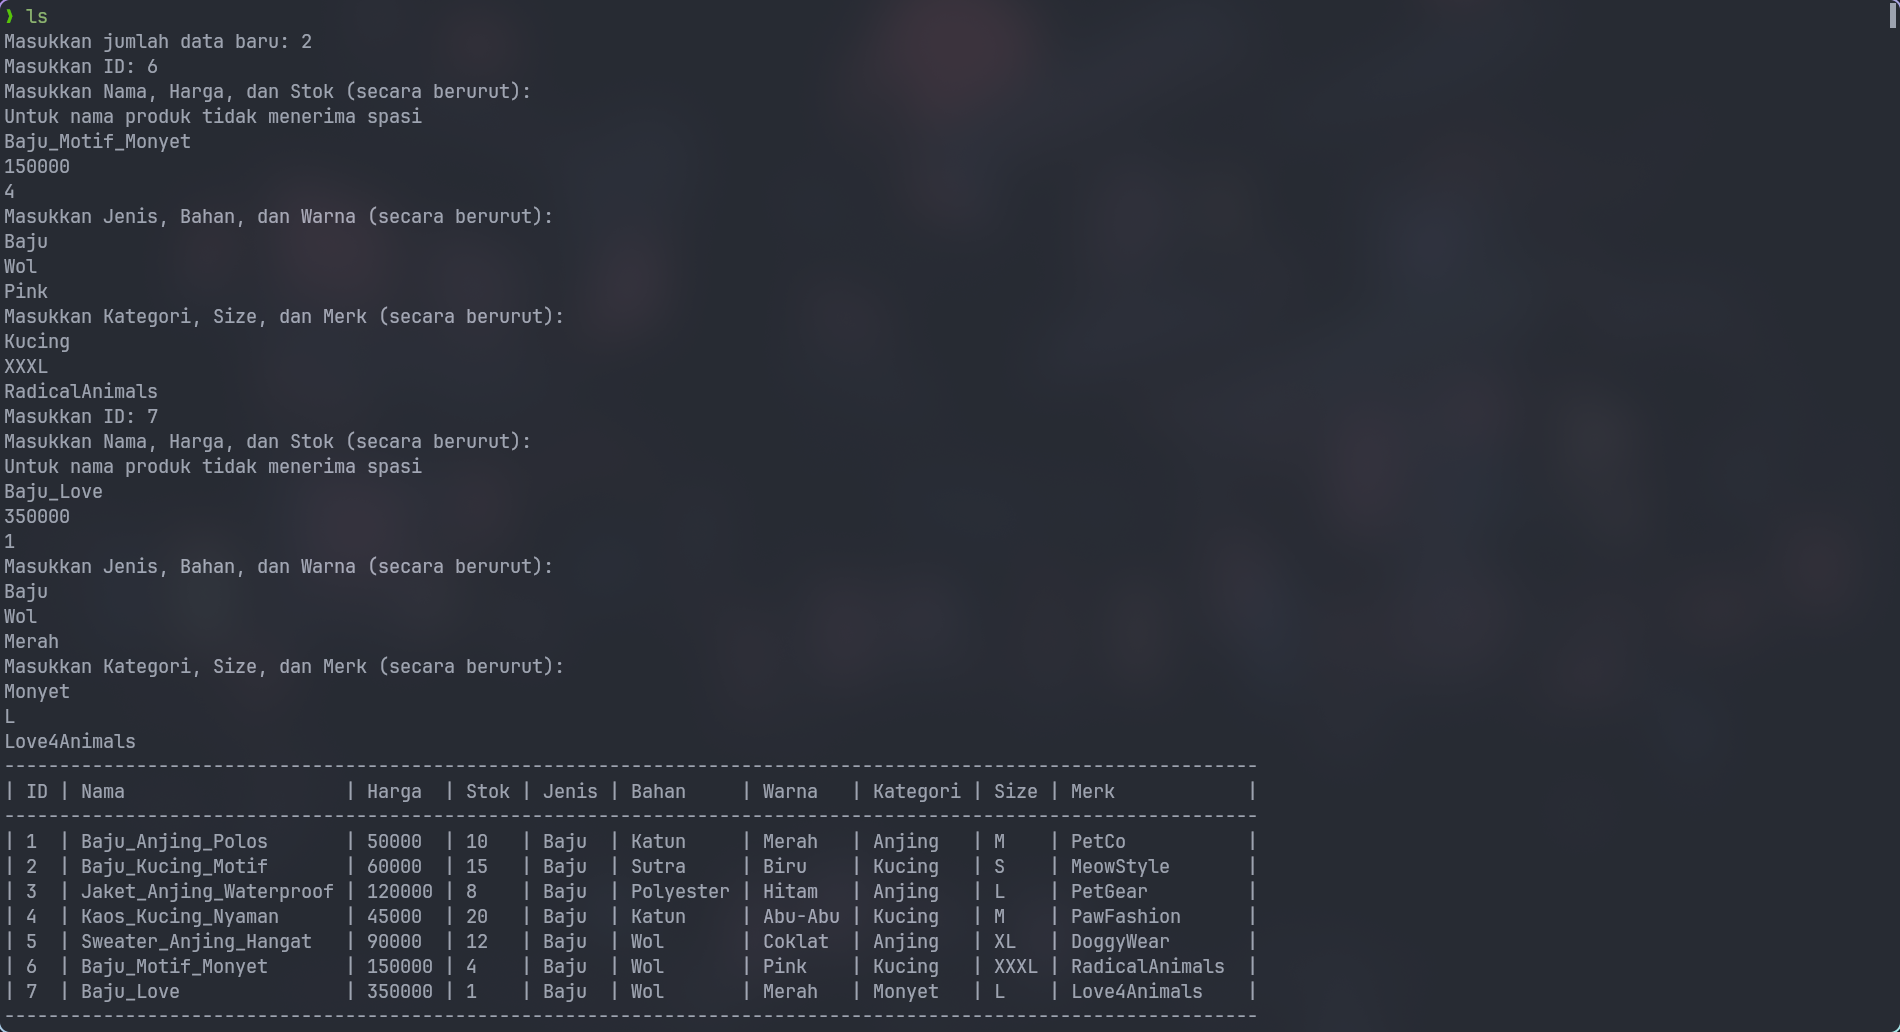 ❯ ls
Masukkan jumlah data baru: 2
Masukkan ID: 6
Masukkan Nama, Harga, dan Stok (secara berurut):
Untuk nama produk tidak menerima spasi
Baju_Motif_Monyet
150000
4
Masukkan Jenis, Bahan, dan Warna (secara berurut):
Baju
Wol
Pink
Masukkan Kategori, Size, dan Merk (secara berurut):
Kucing
XXXL
RadicalAnimals
Masukkan ID: 7
Masukkan Nama, Harga, dan Stok (secara berurut):
Untuk nama produk tidak menerima spasi
Baju_Love
350000
1
Masukkan Jenis, Bahan, dan Warna (secara berurut):
Baju
Wol
Merah
Masukkan Kategori, Size, dan Merk (secara berurut):
Monyet
L
Love4Animals
------------------------------------------------------------------------------------------------------------------
| ID | Nama                    | Harga  | Stok | Jenis | Bahan     | Warna   | Kategori | Size | Merk            |
------------------------------------------------------------------------------------------------------------------
| 1  | Baju_Anjing_Polos       | 50000  | 10   | Baju  | Katun     | Merah   | Anjing   | M    | PetCo           |
| 2  | Baju_Kucing_Motif       | 60000  | 15   | Baju  | Sutra     | Biru    | Kucing   | S    | MeowStyle       |
| 3  | Jaket_Anjing_Waterproof | 120000 | 8    | Baju  | Polyester | Hitam   | Anjing   | L    | PetGear         |
| 4  | Kaos_Kucing_Nyaman      | 45000  | 20   | Baju  | Katun     | Abu-Abu | Kucing   | M    | PawFashion      |
| 5  | Sweater_Anjing_Hangat   | 90000  | 12   | Baju  | Wol       | Coklat  | Anjing   | XL   | DoggyWear       |
| 6  | Baju_Motif_Monyet       | 150000 | 4    | Baju  | Wol       | Pink    | Kucing   | XXXL | RadicalAnimals  |
| 7  | Baju_Love               | 350000 | 1    | Baju  | Wol       | Merah   | Monyet   | L    | Love4Animals    |
------------------------------------------------------------------------------------------------------------------